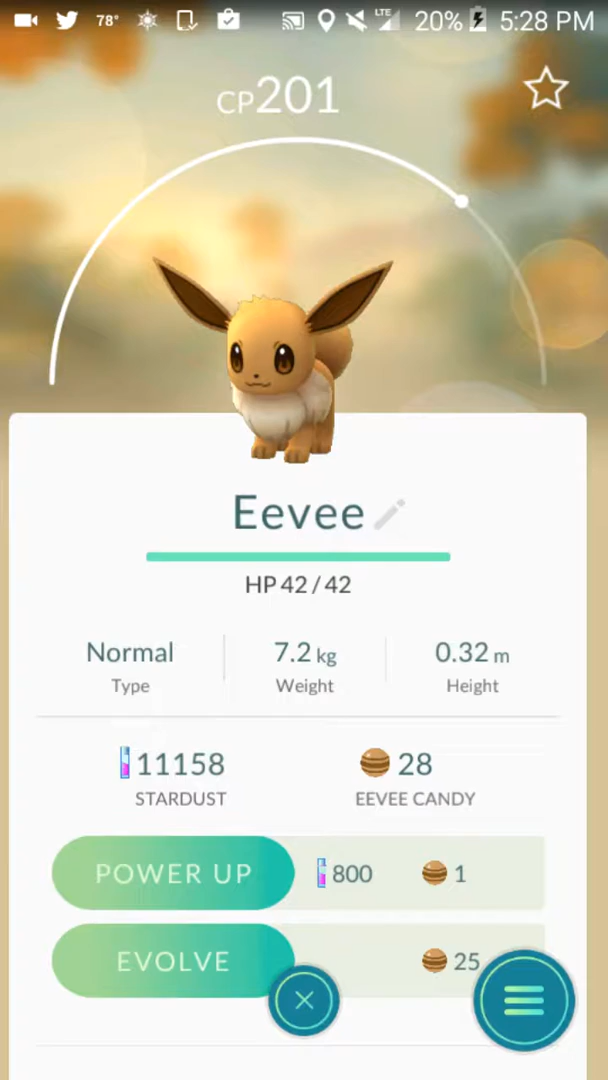 78° LTE 20% 5:28 PM
CP201
Eevee
HP 42 / 42
Normal 7.2 kg 0.32 m
Type Weight Height
11158 28
STARDUST EEVEE CANDY
POWER UP 800 1
EVOLVE 25